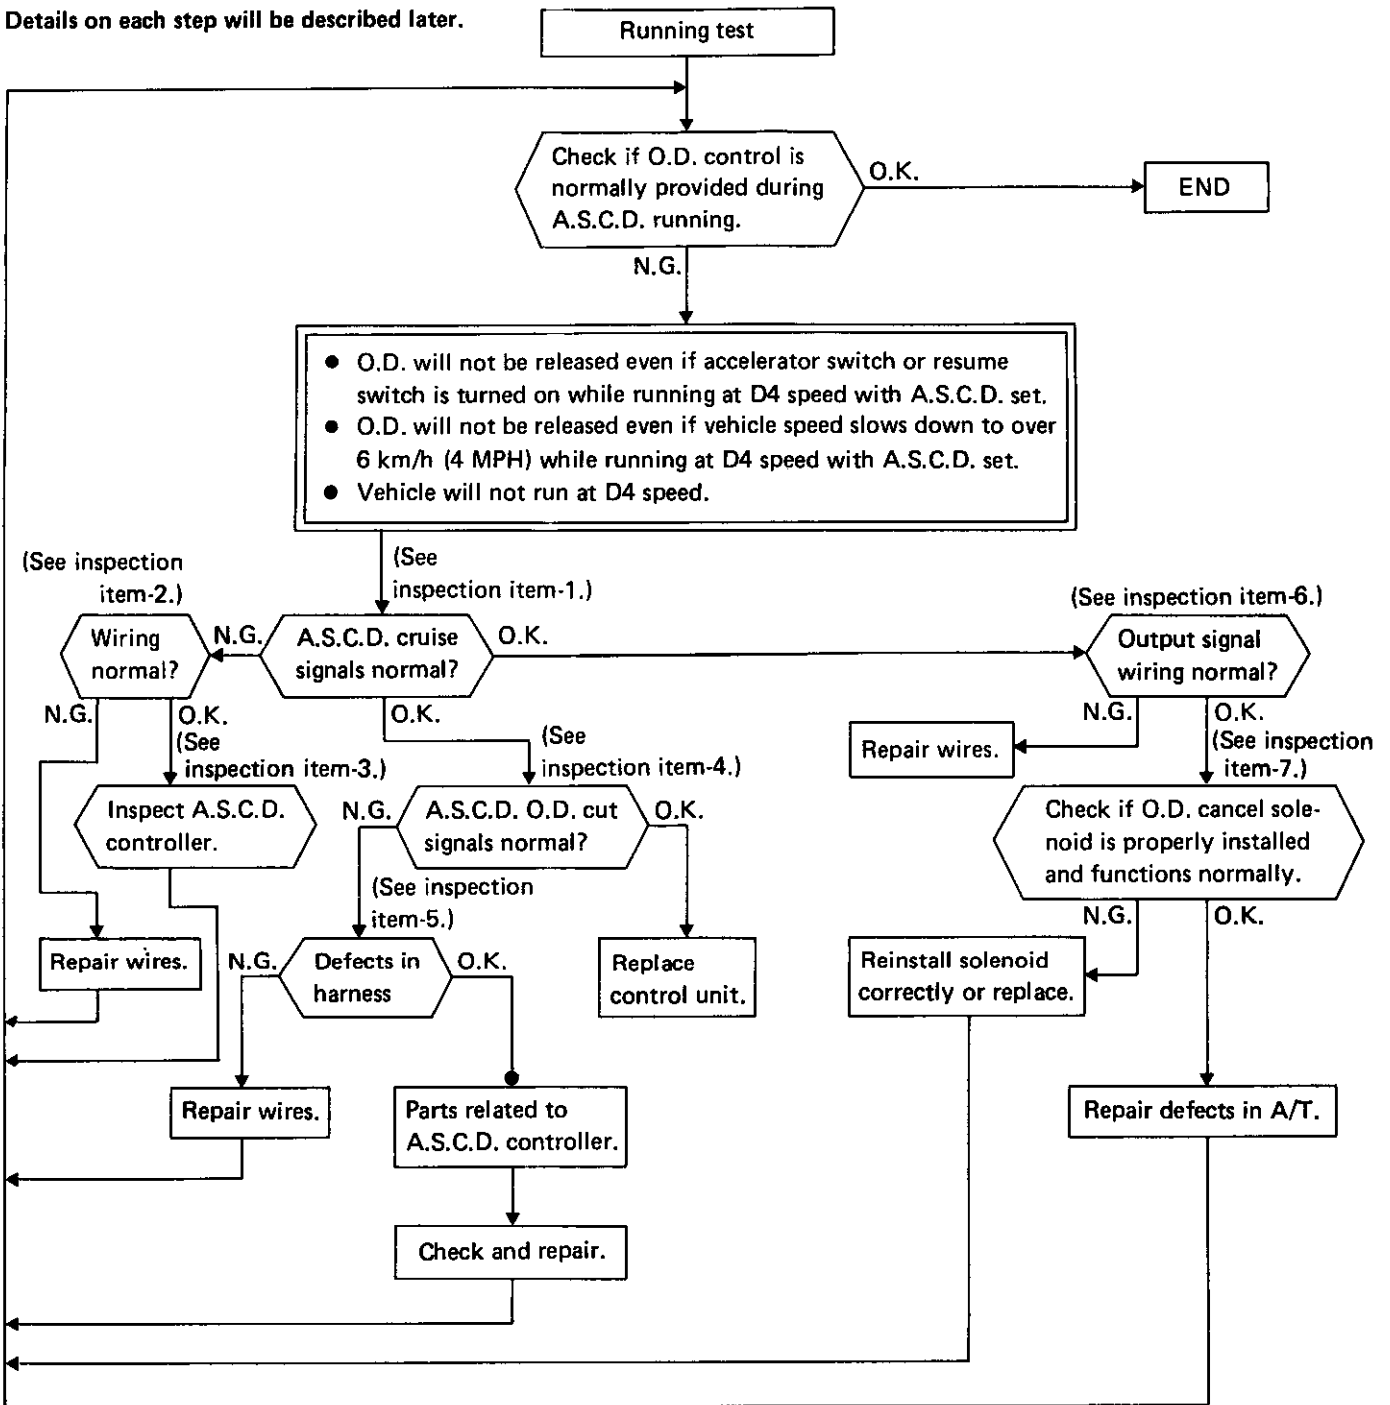 Details on each step will be described later.
Running test
Check if O.D. control is
normally provided during
A.S.C.D. running.
O.K.
END
N.G.
● O.D. will not be released even if accelerator switch or resume
switch is turned on while running at D4 speed with A.S.C.D. set.
● O.D. will not be released even if vehicle speed slows down to over
6 km/h (4 MPH) while running at D4 speed with A.S.C.D. set.
● Vehicle will not run at D4 speed.
(See inspection
item-2.)
(See
inspection item-1.)
(See inspection item-6.)
Wiring
normal?
N.G.
A.S.C.D. cruise
signals normal?
O.K.
Output signal
wiring normal?
N.G.
O.K.
(See
inspection item-3.)
O.K.
(See
inspection item-4.)
N.G.
O.K.
(See inspection
item-7.)
Repair wires.
Inspect A.S.C.D.
controller.
N.G.
A.S.C.D. O.D. cut
signals normal?
O.K.
Check if O.D. cancel sole-
noid is properly installed
and functions normally.
(See inspection
item-5.)
N.G.
O.K.
Repair wires.
N.G.
Defects in
harness
O.K.
Replace
control unit.
Reinstall solenoid
correctly or replace.
Repair wires.
Parts related to
A.S.C.D. controller.
Repair defects in A/T.
Check and repair.